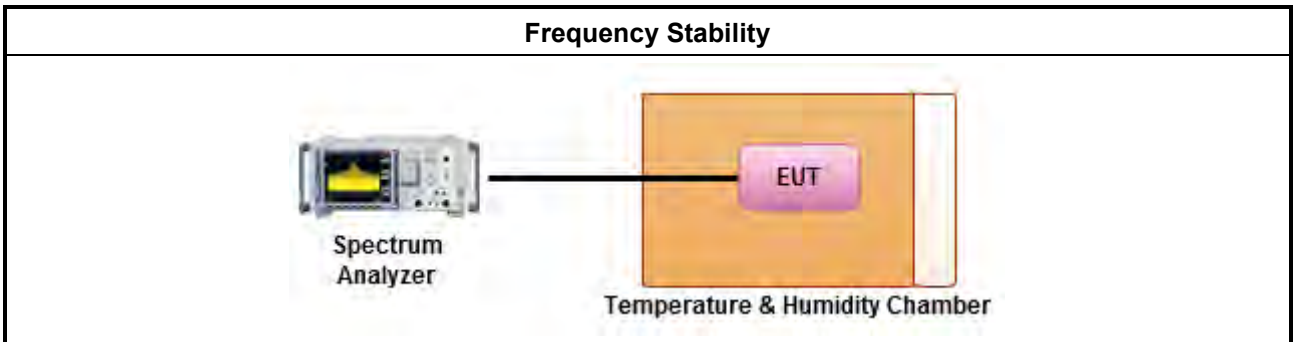 Frequency Stability
EUT
Spectrum
Analyzer
Temperature & Humidity Chamber